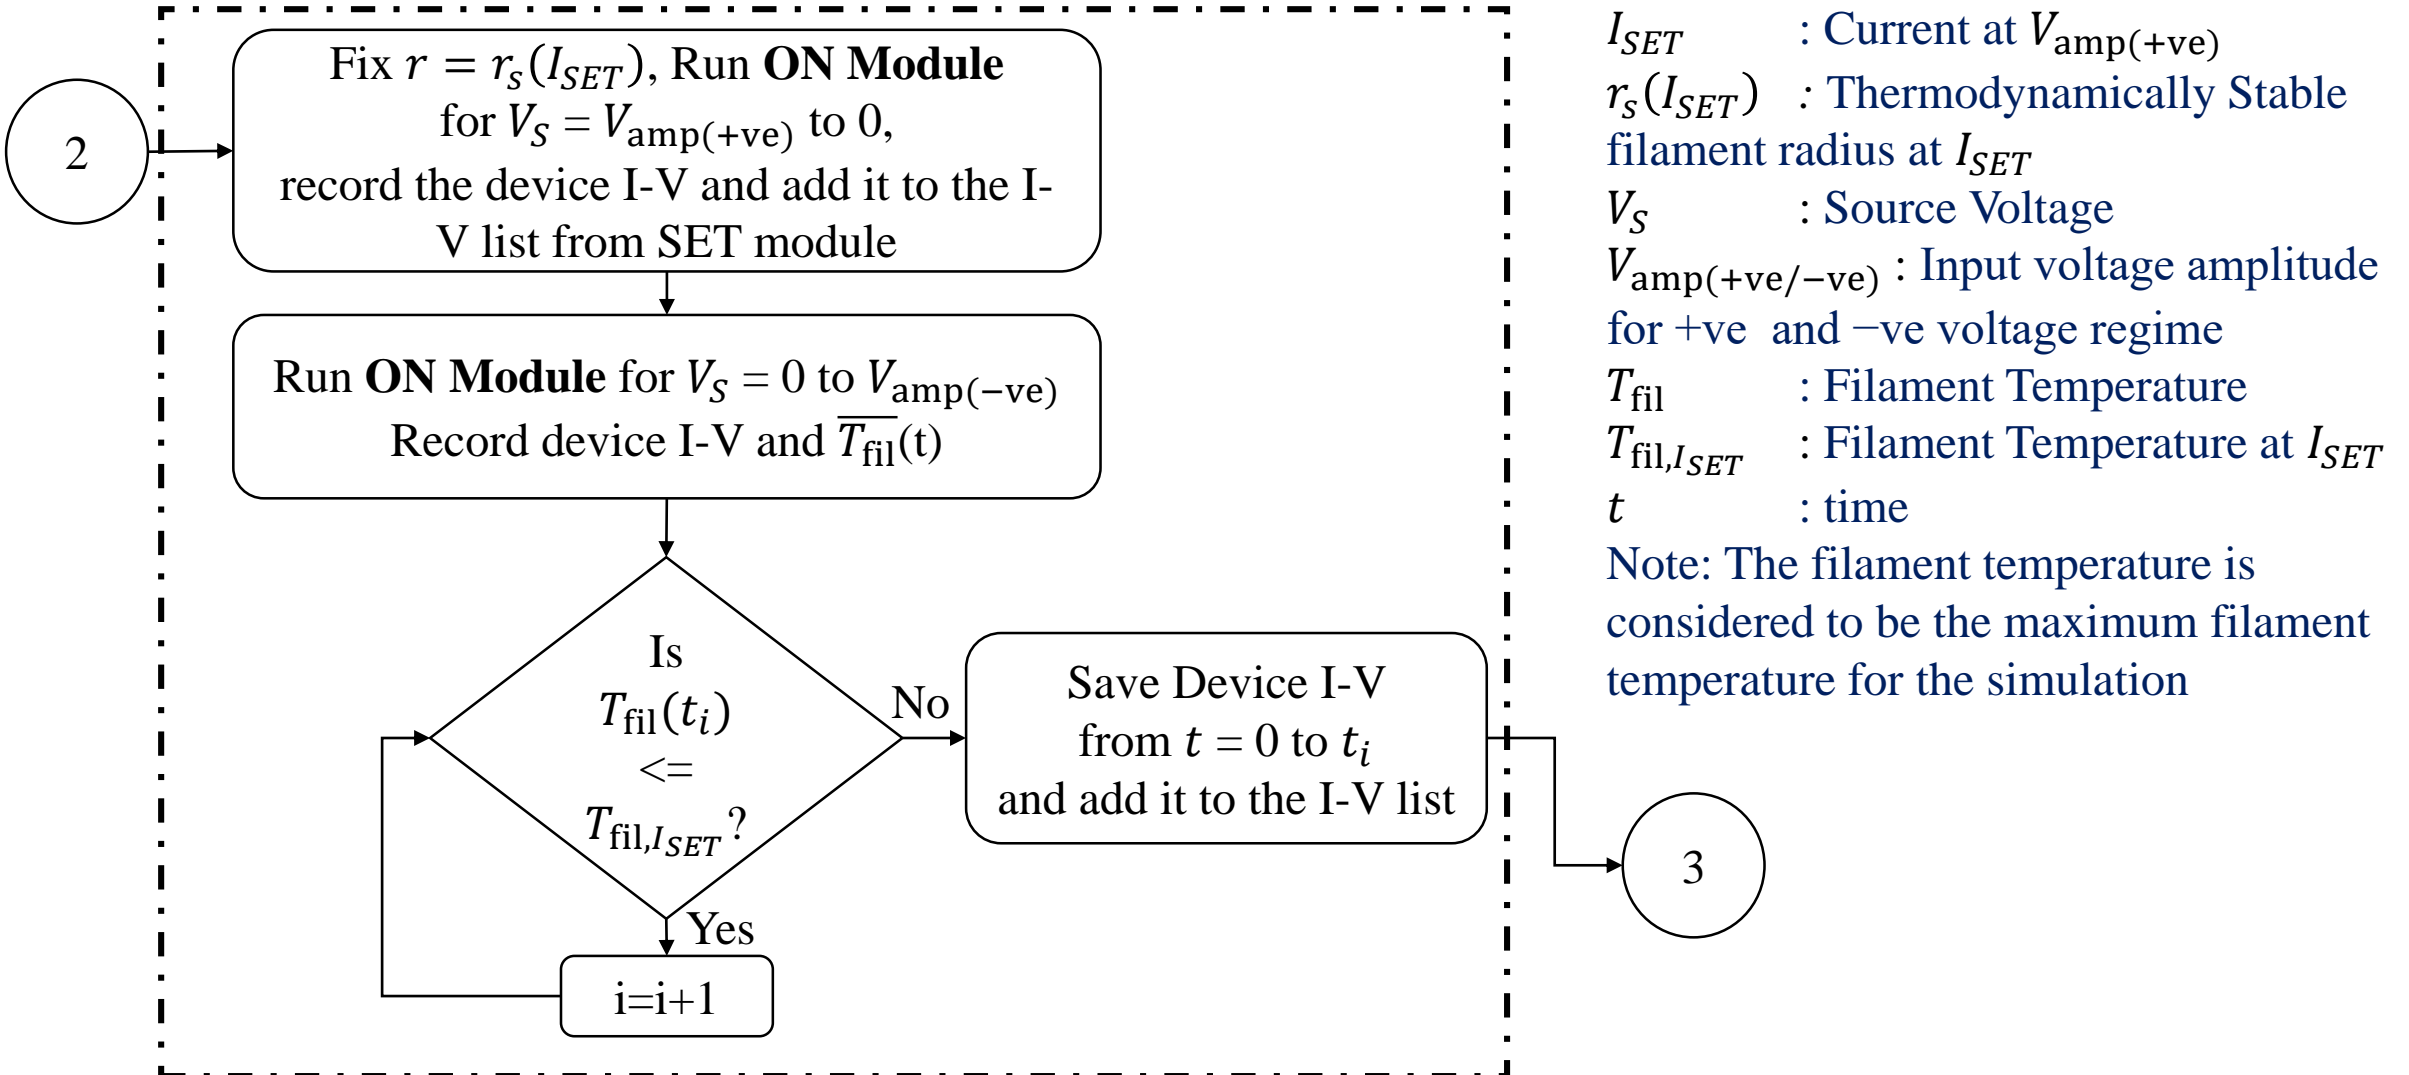 2
Fix r = r_s(I_SET), Run ON Module
for V_S = V_amp(+ve) to 0,
record the device I-V and add it to the I-
V list from SET module
Run ON Module for V_S = 0 to V_amp(−ve)
Record device I-V and \overline{T_fil}(t)
Is
T_fil(t_i)
<=
T_fil,I_SET?
No
Yes
i=i+1
Save Device I-V
from t = 0 to t_i
and add it to the I-V list
3
I_SET : Current at V_amp(+ve)
r_s(I_SET) : Thermodynamically Stable
filament radius at I_SET
V_S : Source Voltage
V_amp(+ve/−ve) : Input voltage amplitude
for +ve and −ve voltage regime
T_fil : Filament Temperature
T_fil,I_SET : Filament Temperature at I_SET
t : time
Note: The filament temperature is
considered to be the maximum filament
temperature for the simulation